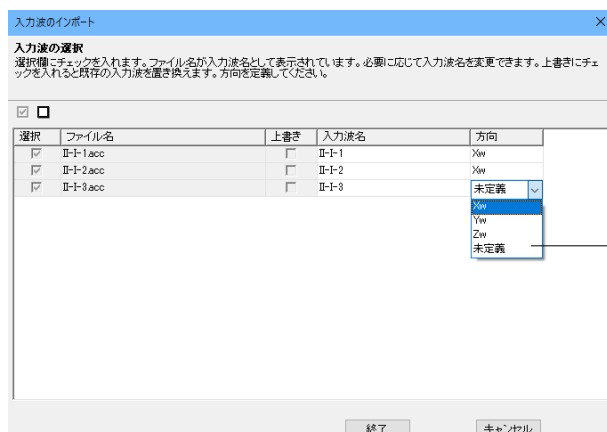 入力波のインポート
入力波の選択
選択欄にチェックを入れます。ファイル名が入力波名として表示されています。必要に応じて入力波名を変更できます。上書きにチェ
ックを入れると既存の入力波を置き換えます。方向を定義してください。
選択 ファイル名 上書き 入力波名 方向
II-I-1.acc II-I-1 Xw
II-I-2.acc II-I-2 Xw
II-I-3.acc II-I-3 未定義
Xw
Yw
Zw
未定義
終了 キャンセル